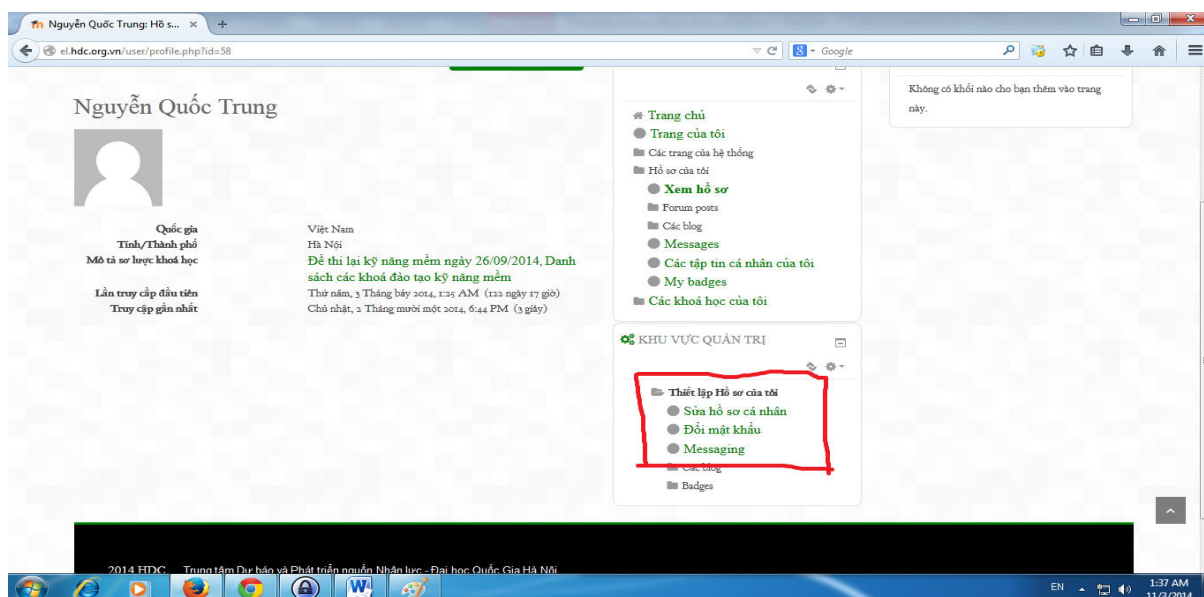 Nguyễn Quốc Trung: Hồ s...
el.hdc.org.vn/user/profile.php?id=58
Google
Nguyễn Quốc Trung
Quốc gia Việt Nam
Tỉnh/Thành phố Hà Nội
Mô tả sơ lược khoá học Đề thi lại kỹ năng mềm ngày 26/09/2014, Danh
sách các khoá đào tạo kỹ năng mềm
Lần truy cập đầu tiên Thứ năm, 3 Tháng bảy 2014, 1:25 AM (122 ngày 17 giờ)
Truy cập gần nhất Chủ nhật, 2 Tháng mười một 2014, 6:44 PM (3 giây)
Trang chủ
Trang của tôi
Các trang của hệ thống
Hồ sơ của tôi
Xem hồ sơ
Forum posts
Các blog
Messages
Các tập tin cá nhân của tôi
My badges
Các khoá học của tôi
KHU VỰC QUẢN TRỊ
Thiết lập Hồ sơ của tôi
Sửa hồ sơ cá nhân
Đổi mật khẩu
Messaging
Các blog
Badges
Không có khối nào cho bạn thêm vào trang
này.
2014 HDC Trung tâm Dự báo và Phát triển nguồn Nhân lực - Đại học Quốc Gia Hà Nội
EN
1:37 AM
11/3/2014